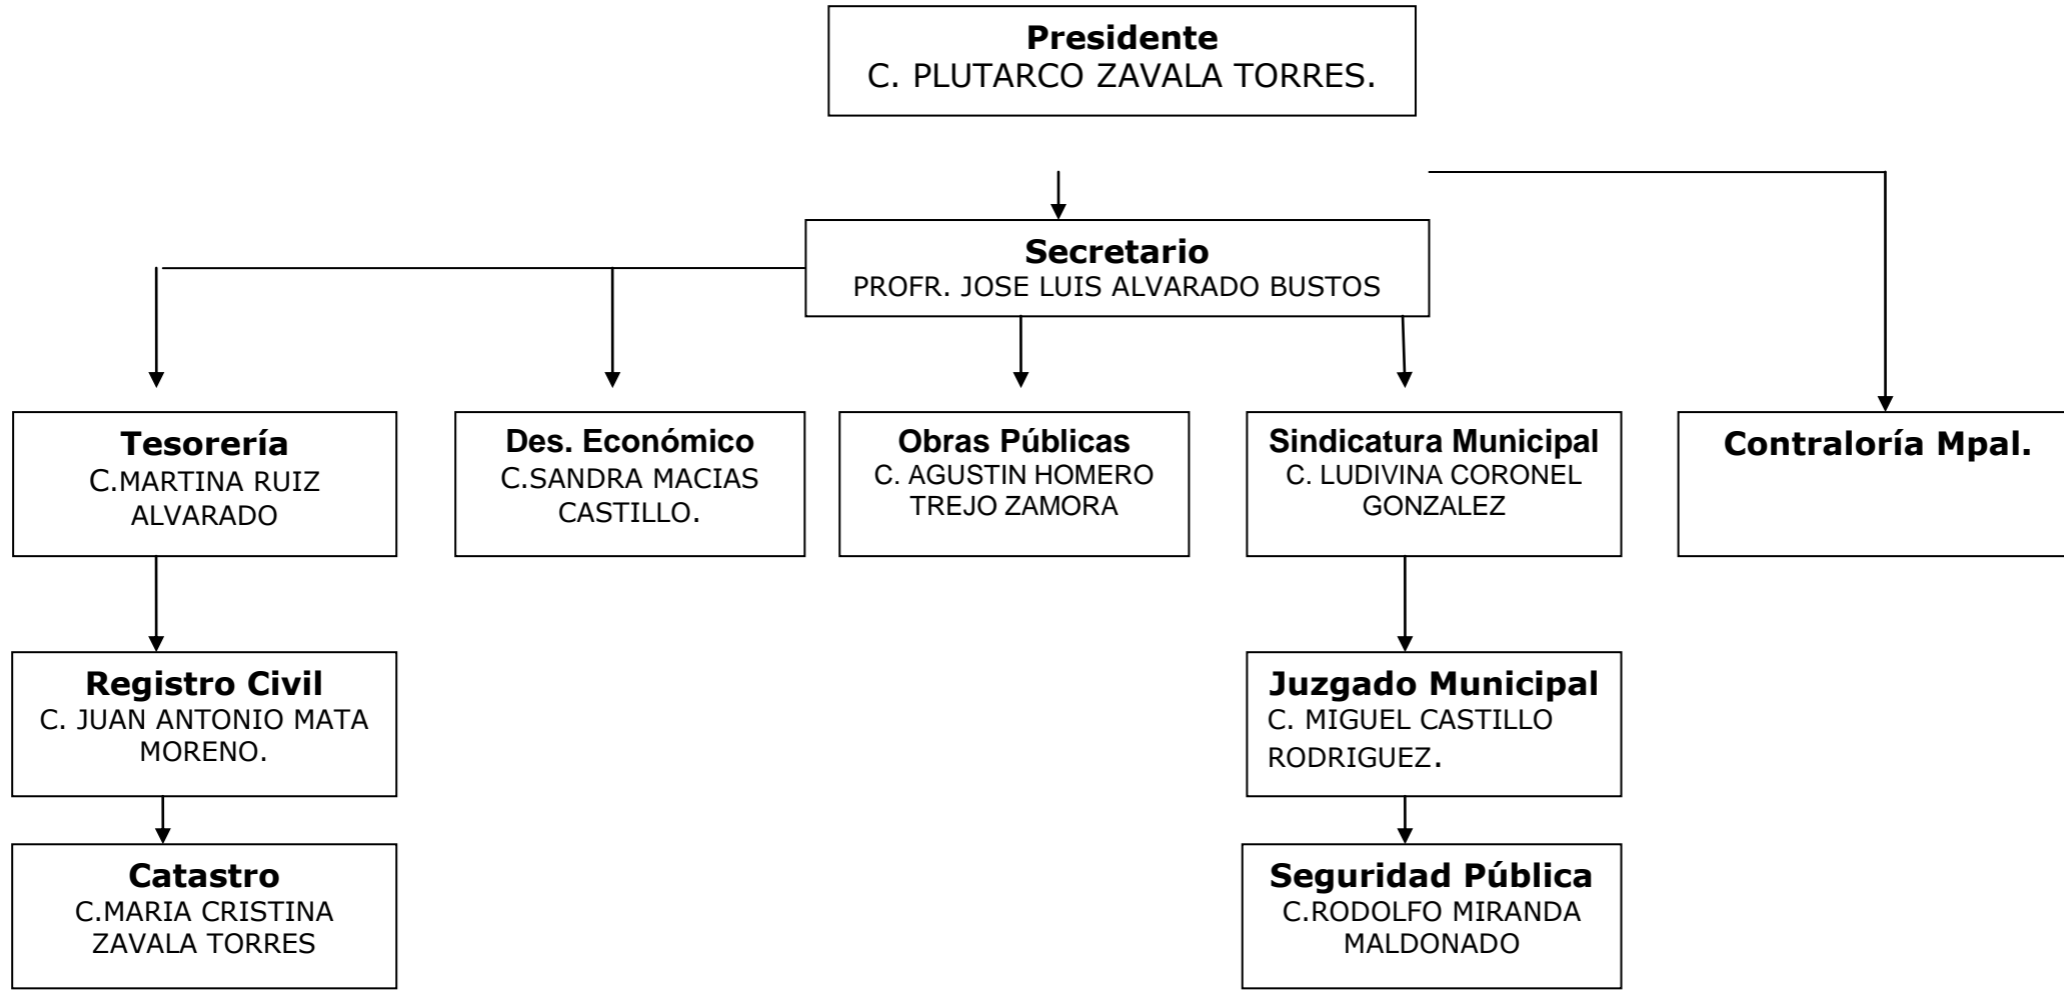 Presidente
C. PLUTARCO ZAVALA TORRES.
Secretario
PROFR. JOSE LUIS ALVARADO BUSTOS
Tesorería
C.MARTINA RUIZ
ALVARADO
Des. Económico
C.SANDRA MACIAS
CASTILLO.
Obras Públicas
C. AGUSTIN HOMERO
TREJO ZAMORA
Sindicatura Municipal
C. LUDIVINA CORONEL
GONZALEZ
Contraloría Mpal.
Registro Civil
C. JUAN ANTONIO MATA
MORENO.
Juzgado Municipal
C. MIGUEL CASTILLO
RODRIGUEZ.
Catastro
C.MARIA CRISTINA
ZAVALA TORRES
Seguridad Pública
C.RODOLFO MIRANDA
MALDONADO